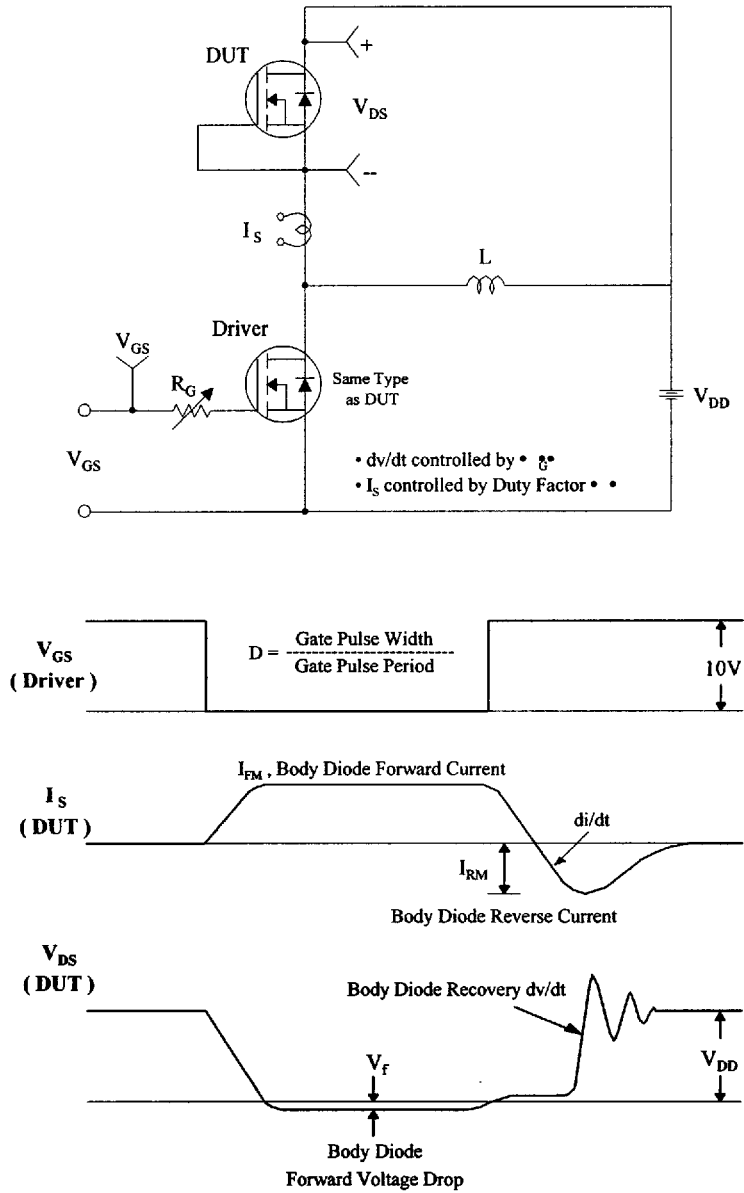 DUT
+
V_DS
--
I_S
L
Driver
V_GS
R_G
Same Type
as DUT
V_DD
V_GS
• dv/dt controlled by • G••
• I_S controlled by Duty Factor • •
V_GS
( Driver )
D = Gate Pulse Width
Gate Pulse Period
10V
I_FM , Body Diode Forward Current
I_S
( DUT )
di/dt
I_RM
Body Diode Reverse Current
V_DS
( DUT )
Body Diode Recovery dv/dt
V_f
V_DD
Body Diode
Forward Voltage Drop